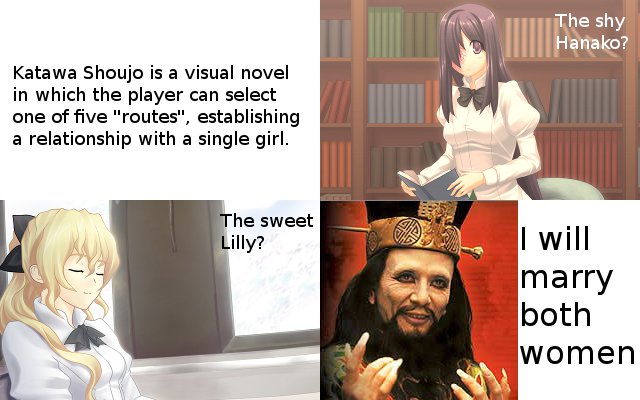 Katawa Shoujo is a visual novel
in which the player can select
one of five "routes", establishing
a relationship with a single girl.
The shy
Hanako?
The sweet
Lilly?
I will
marry
both
women